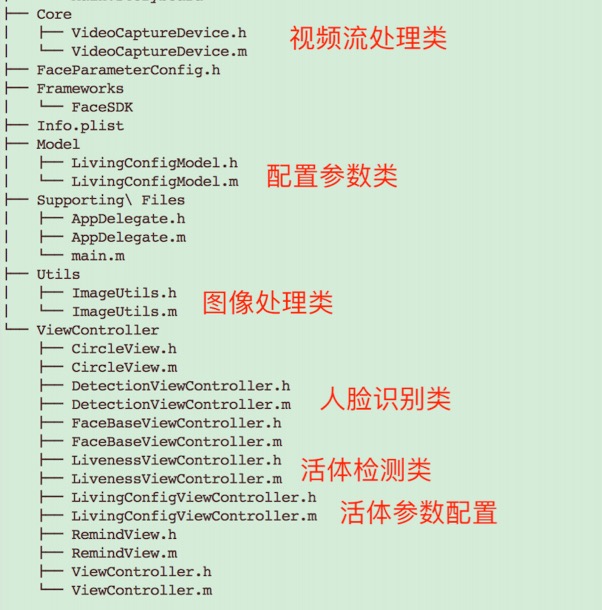 ├── Core
│   ├── VideoCaptureDevice.h
│   └── VideoCaptureDevice.m
视频流处理类
├── FaceParameterConfig.h
├── Frameworks
│   └── FaceSDK
├── Info.plist
├── Model
│   ├── LivingConfigModel.h
│   └── LivingConfigModel.m
配置参数类
├── Supporting\ Files
│   ├── AppDelegate.h
│   ├── AppDelegate.m
│   └── main.m
├── Utils
│   ├── ImageUtils.h
│   └── ImageUtils.m
图像处理类
└── ViewController
    ├── CircleView.h
    ├── CircleView.m
    ├── DetectionViewController.h
    ├── DetectionViewController.m
人脸识别类
    ├── FaceBaseViewController.h
    ├── FaceBaseViewController.m
    ├── LivenessViewController.h
    ├── LivenessViewController.m
活体检测类
    ├── LivingConfigViewController.h
    ├── LivingConfigViewController.m
活体参数配置
    ├── RemindView.h
    ├── RemindView.m
    ├── ViewController.h
    └── ViewController.m